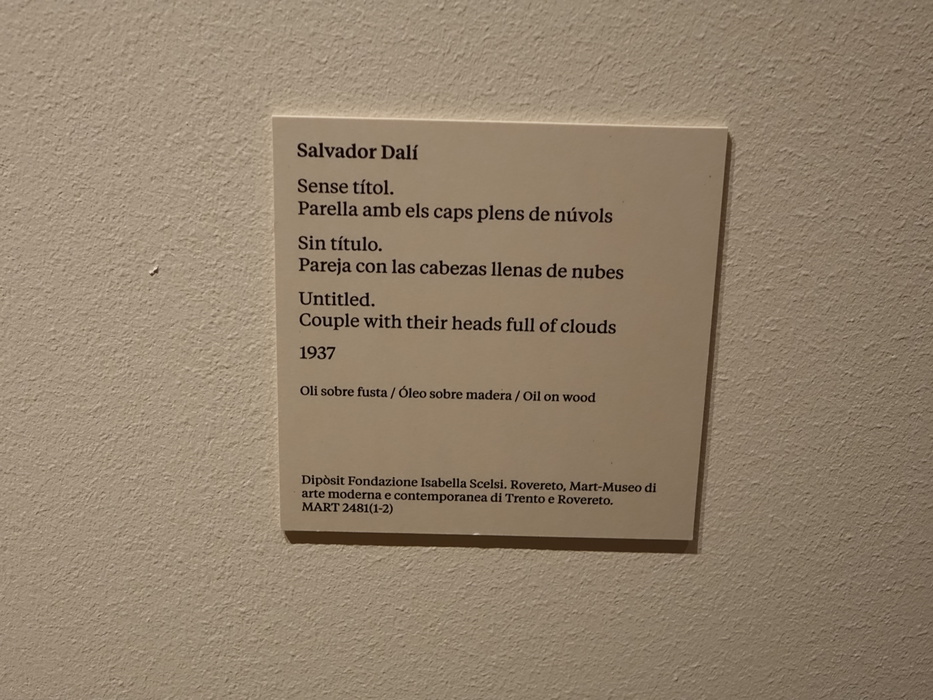 Salvador Dalí
Sense títol.
Parella amb els caps plens de núvols
Sin título.
Pareja con las cabezas llenas de nubes
Untitled.
Couple with their heads full of clouds
1937
Oli sobre fusta / Óleo sobre madera / Oil on wood
Dipòsit Fondazione Isabella Scelsi. Rovereto, Mart-Museo di
arte moderna e contemporanea di Trento e Rovereto.
MART 2481(1-2)